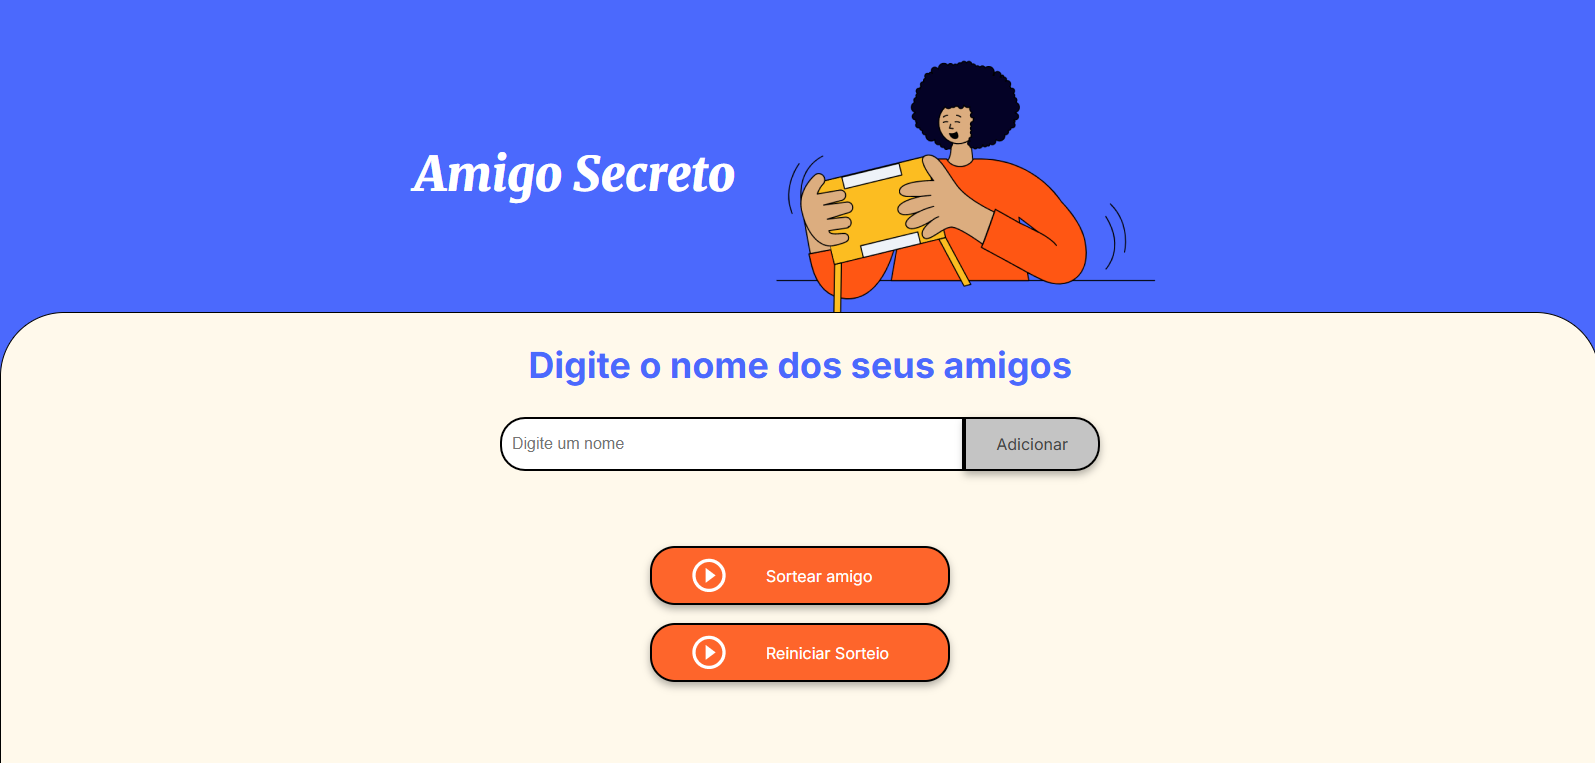 Amigo Secreto
Digite o nome dos seus amigos
Digite um nome
Adicionar
Sortear amigo
Reiniciar Sorteio